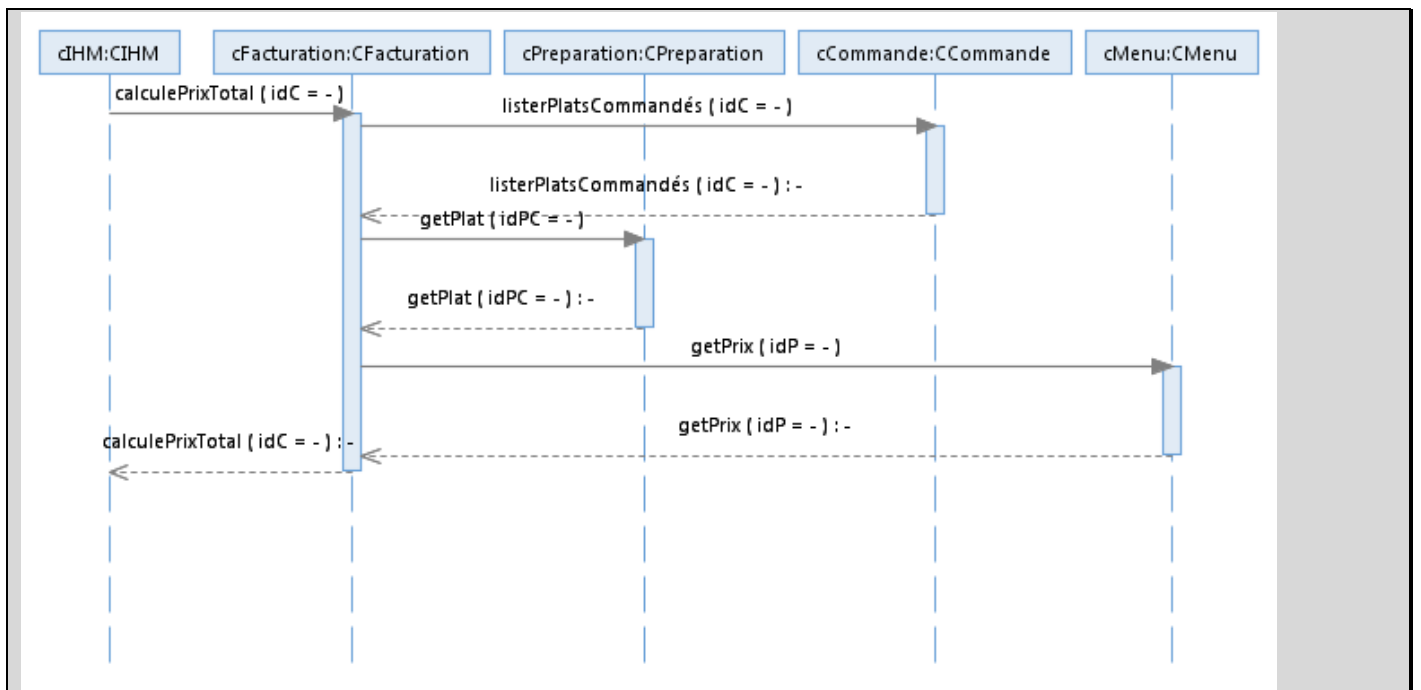 cIHM:CIHM
cFacturation:CFacturation
cPreparation:CPreparation
cCommande:CCommande
cMenu:CMenu
calculePrixTotal ( idC = - )
listerPlatsCommandés ( idC = - )
listerPlatsCommandés ( idC = - ) : -
getPlat ( idPC = - )
getPlat ( idPC = - ) : -
getPrix ( idP = - )
getPrix ( idP = - ) : -
calculePrixTotal ( idC = - ) : -